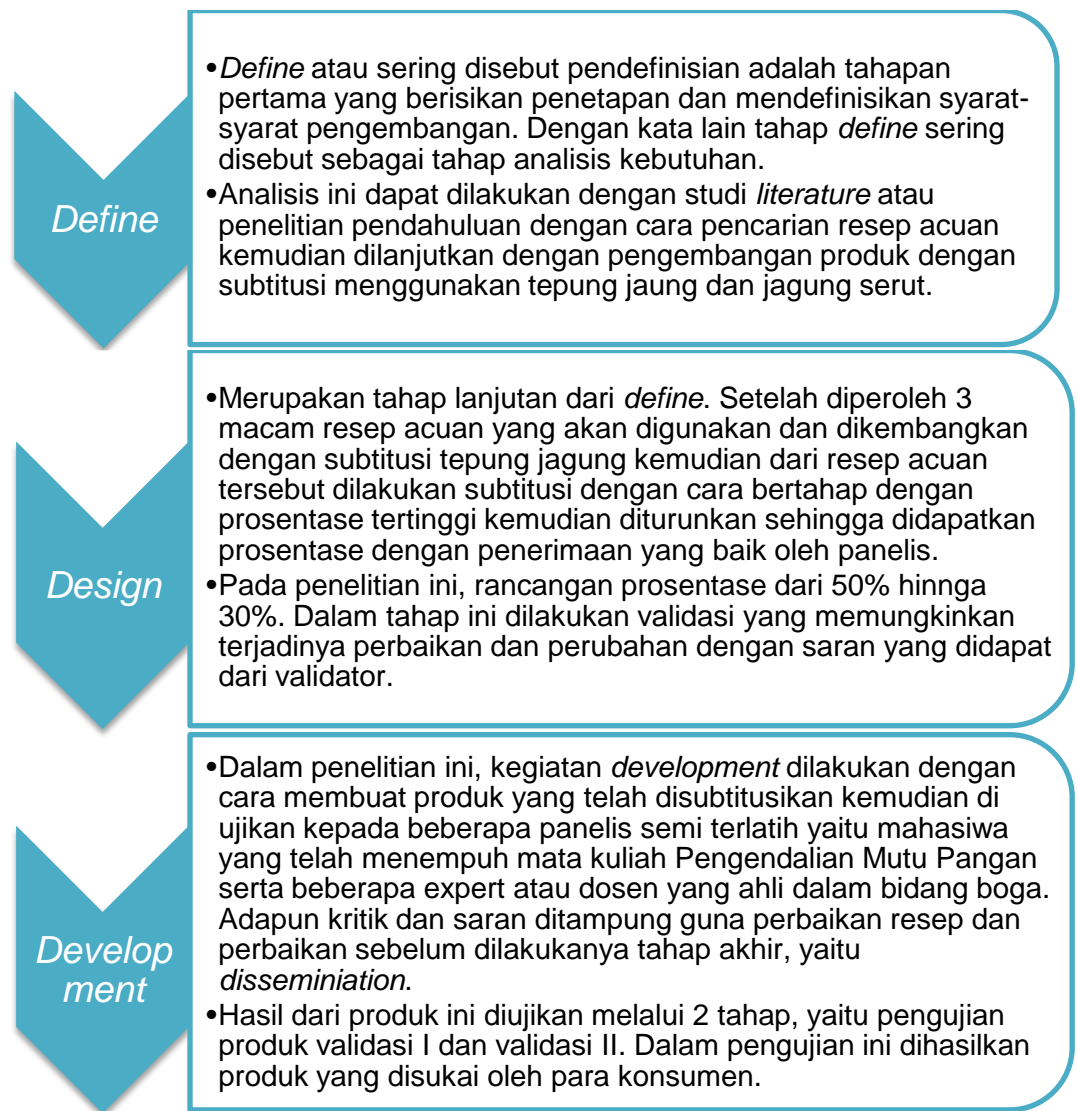 Define
•Define atau sering disebut pendefinisian adalah tahapan
pertama yang berisikan penetapan dan mendefinisikan syarat-
syarat pengembangan. Dengan kata lain tahap define sering
disebut sebagai tahap analisis kebutuhan.
•Analisis ini dapat dilakukan dengan studi literature atau
penelitian pendahuluan dengan cara pencarian resep acuan
kemudian dilanjutkan dengan pengembangan produk dengan
subtitusi menggunakan tepung jaung dan jagung serut.
Design
•Merupakan tahap lanjutan dari define. Setelah diperoleh 3
macam resep acuan yang akan digunakan dan dikembangkan
dengan subtitusi tepung jagung kemudian dari resep acuan
tersebut dilakukan subtitusi dengan cara bertahap dengan
prosentase tertinggi kemudian diturunkan sehingga didapatkan
prosentase dengan penerimaan yang baik oleh panelis.
•Pada penelitian ini, rancangan prosentase dari 50% hinnga
30%. Dalam tahap ini dilakukan validasi yang memungkinkan
terjadinya perbaikan dan perubahan dengan saran yang didapat
dari validator.
Develop
ment
•Dalam penelitian ini, kegiatan development dilakukan dengan
cara membuat produk yang telah disubtitusikan kemudian di
ujikan kepada beberapa panelis semi terlatih yaitu mahasiwa
yang telah menempuh mata kuliah Pengendalian Mutu Pangan
serta beberapa expert atau dosen yang ahli dalam bidang boga.
Adapun kritik dan saran ditampung guna perbaikan resep dan
perbaikan sebelum dilakukanya tahap akhir, yaitu
disseminiation.
•Hasil dari produk ini diujikan melalui 2 tahap, yaitu pengujian
produk validasi I dan validasi II. Dalam pengujian ini dihasilkan
produk yang disukai oleh para konsumen.